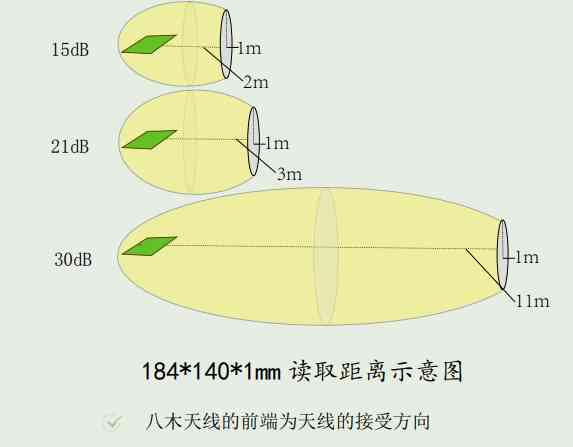 15dB
1m
2m
21dB
1m
3m
30dB
1m
11m
184*140*1mm 读取距离示意图
八木天线的前端为天线的接受方向